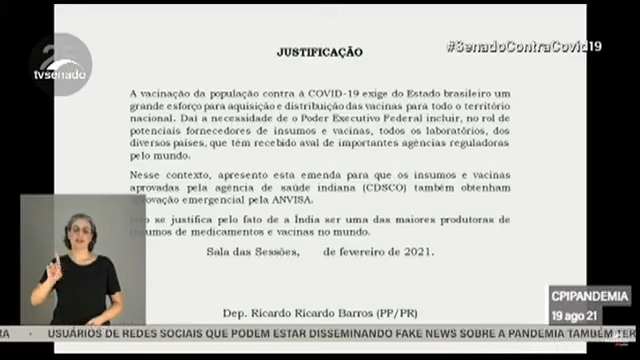 JUSTIFICAÇÃO
#SenadoContraCovid19
tvsenado
A vacinação da população contra à COVID-19 exige do Estado brasileiro um
grande esforço para aquisição e distribuição das vacinas para todo o território
nacional. Daí a necessidade de o Poder Executivo Federal incluir, no rol de
potenciais fornecedores de insumos e vacinas, todos os laboratórios, dos
diversos países, que têm recebido aval de importantes agências reguladoras
pelo mundo.
Nesse contexto, apresento esta emenda para que os insumos e vacinas
aprovadas pela agência de saúde indiana (CDSCO) também obtenham
aprovação emergencial pela ANVISA.
se justifica pelo fato de a Índia ser uma das maiores produtoras de
insumos de medicamentos e vacinas no mundo.
Sala das Sessões, de fevereiro de 2021.
CPIPANDEMIA
19 ago 21
Dep. Ricardo Ricardo Barros (PP/PR)
RA USUÁRIOS DE REDES SOCIAIS QUE PODEM ESTAR DISSEMINANDO FAKE NEWS SOBRE A PANDEMIA TAMBÉM TER